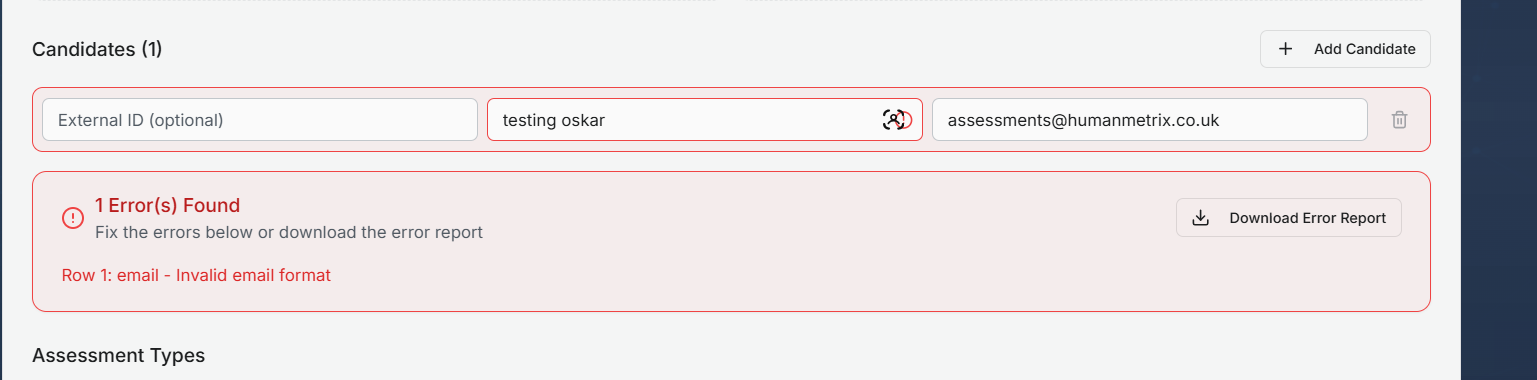 Candidates (1)
Add Candidate
External ID (optional)
testing oskar
assessments@humanmetrix.co.uk
1 Error(s) Found
Fix the errors below or download the error report
Download Error Report
Row 1: email - Invalid email format
Assessment Types